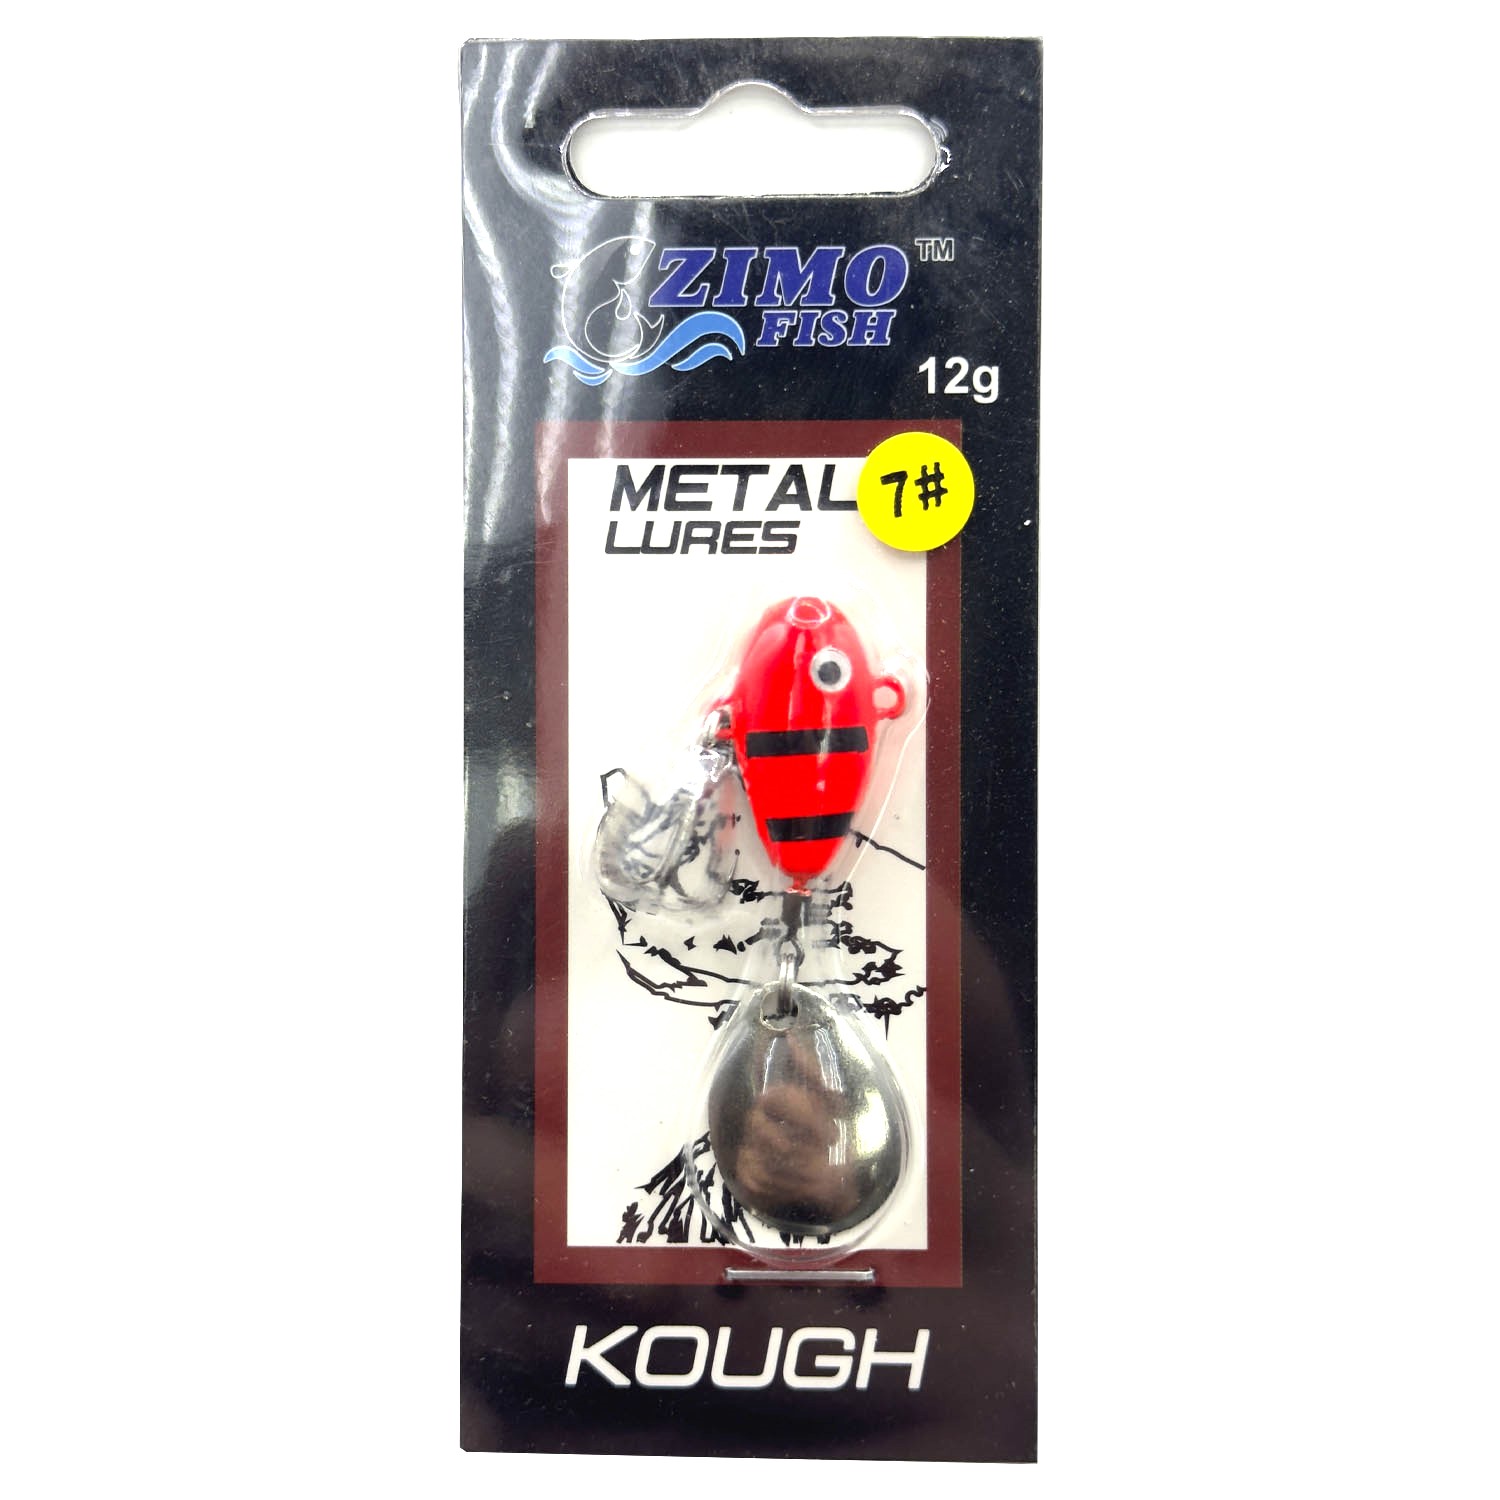 ZIMO™
FISH
12g
METAL
LURES
7#
KOUGH